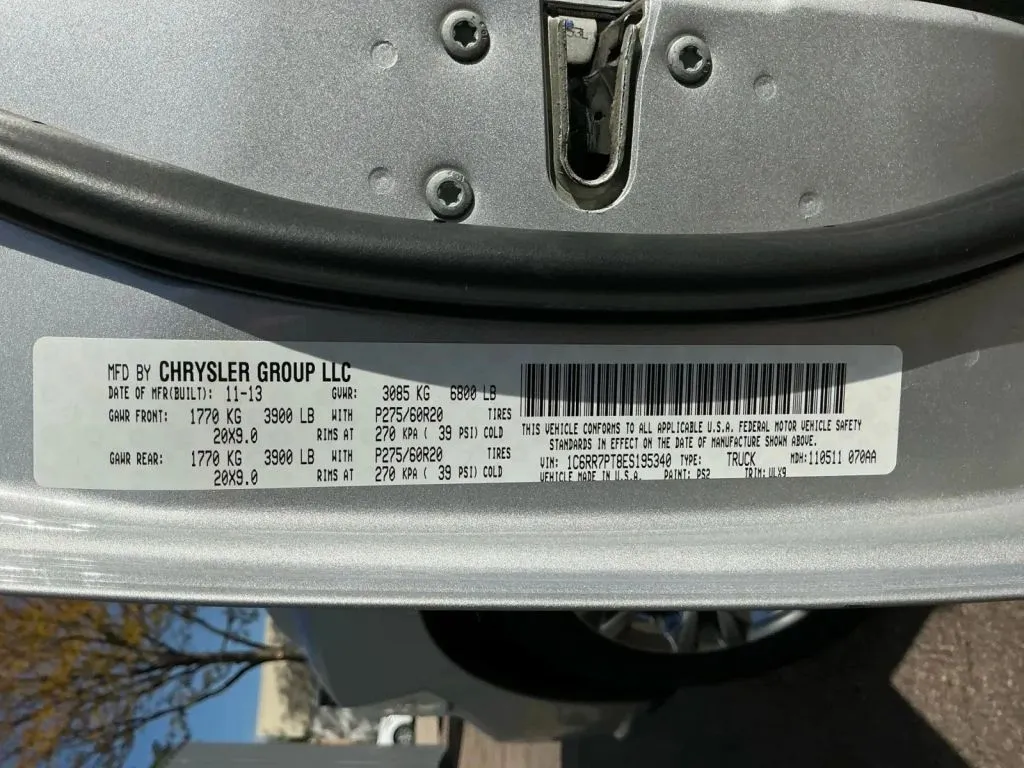 53L
MFD BY CHRYSLER GROUP LLC
DATE OF MFR(BUILT): 11-13 GVWR: 3085 KG 6800 LB
GAWR FRONT: 1770 KG 3900 LB WITH P275/60R20 TIRES
20X9.0 RIMS AT 270 KPA ( 39 PSI) COLD
GAWR REAR: 1770 KG 3900 LB WITH P275/60R20 TIRES
20X9.0 RIMS AT 270 KPA ( 39 PSI) COLD
THIS VEHICLE CONFORMS TO ALL APPLICABLE U.S.A. FEDERAL MOTOR VEHICLE SAFETY
STANDARDS IN EFFECT ON THE DATE OF MANUFACTURE SHOWN ABOVE.
VIN: 1C6RR7PT8ES195340 TYPE: TRUCK MDH:110511 070AA
VEHICLE MADE IN U.S.A. PAINT: PS2 TRIM: VLX9